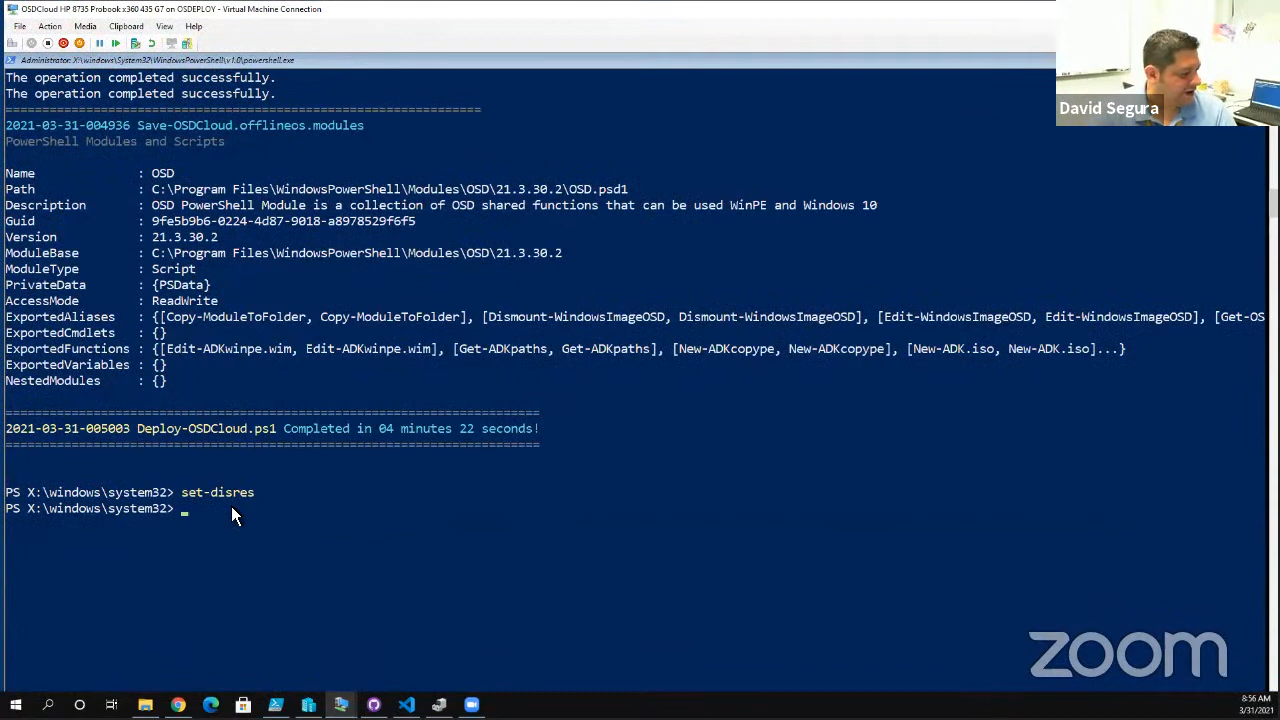 OSDCloud HP 8735 Probook x360 435 G7 on OSDEPLOY - Virtual Machine Connection
File Action Media Clipboard View Help
Administrator: X:\windows\System32\WindowsPowerShell\v1.0\powershell.exe
The operation completed successfully.
The operation completed successfully.
=================================================================
2021-03-31-004936 Save-OSDCloud.offlineos.modules
PowerShell Modules and Scripts
Name : OSD
Path : C:\Program Files\WindowsPowerShell\Modules\OSD\21.3.30.2\OSD.psd1
Description : OSD PowerShell Module is a collection of OSD shared functions that can be used WinPE and Windows 10
Guid : 9fe5b9b6-0224-4d87-9018-a8978529f6f5
Version : 21.3.30.2
ModuleBase : C:\Program Files\WindowsPowerShell\Modules\OSD\21.3.30.2
ModuleType : Script
PrivateData : {PSData}
AccessMode : ReadWrite
ExportedAliases : {[Copy-ModuleToFolder, Copy-ModuleToFolder], [Dismount-WindowsImageOSD, Dismount-WindowsImageOSD], [Edit-WindowsImageOSD, Edit-WindowsImageOSD], [Get-OS
ExportedCmdlets : {}
ExportedFunctions : {[Edit-ADKwinpe.wim, Edit-ADKwinpe.wim], [Get-ADKpaths, Get-ADKpaths], [New-ADKcopype, New-ADKcopype], [New-ADK.iso, New-ADK.iso]...}
ExportedVariables : {}
NestedModules : {}
=========================================================================
2021-03-31-005003 Deploy-OSDCloud.ps1 Completed in 04 minutes 22 seconds!
=========================================================================
PS X:\windows\system32> set-disres
PS X:\windows\system32>
David Segura
zoom
8:56 AM
3/31/2021